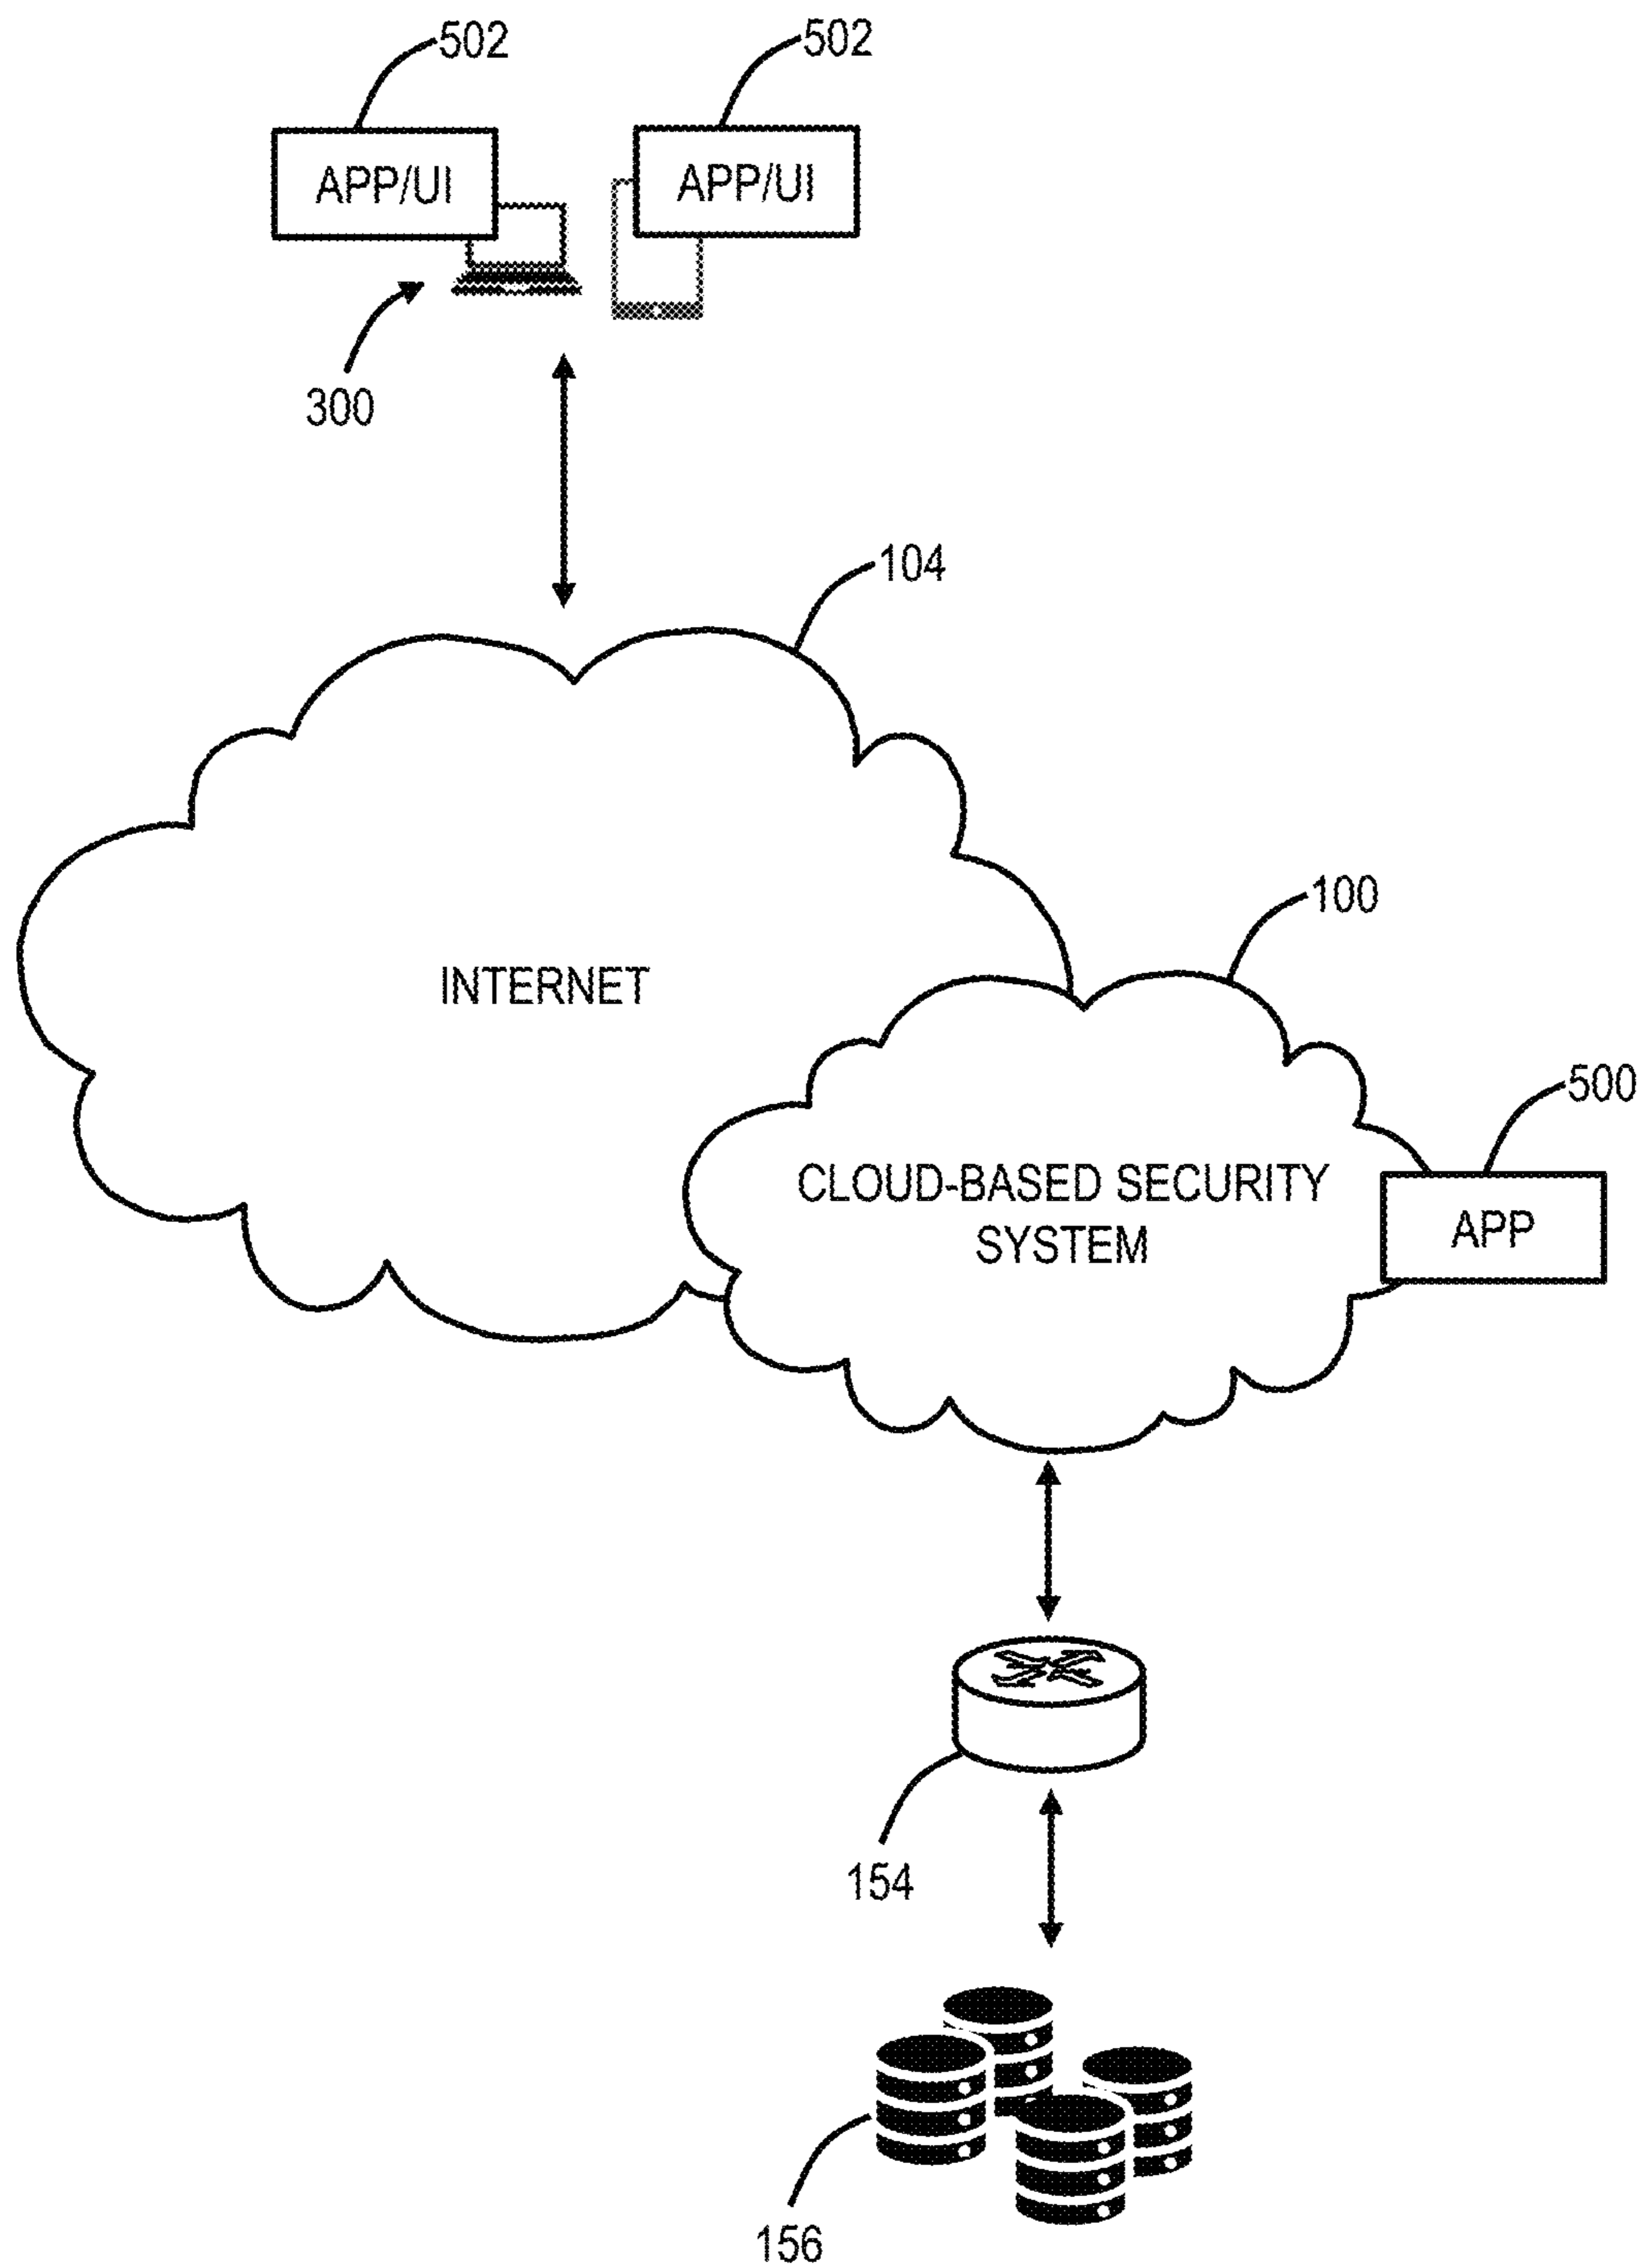 502
502
APP/UI
APP/UI
300
104
INTERNET
100
500
CLOUD-BASED SECURITY
SYSTEM
APP
154
156